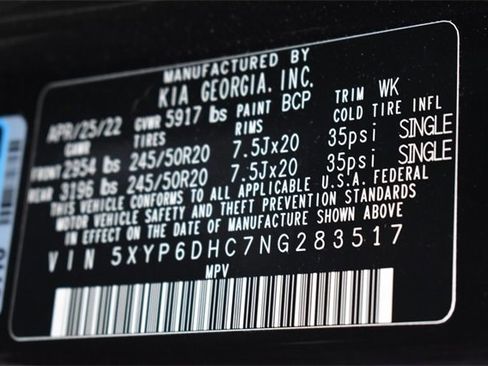 MANUFACTURED BY
KIA GEORGIA, INC.
APR/25/22 GVWR 5917 lbs PAINT BCP TRIM WK
GAWR TIRES RIMS COLD TIRE INFL
FRONT 2954 lbs 245/50R20 7.5Jx20 35psi SINGLE
REAR 3196 lbs 245/50R20 7.5Jx20 35psi SINGLE
THIS VEHICLE CONFORMS TO ALL APPLICABLE U.S.A. FEDERAL
MOTOR VEHICLE SAFETY AND THEFT PREVENTION STANDARDS
IN EFFECT ON THE DATE OF MANUFACTURE SHOWN ABOVE
VIN 5XYP6DHC7NG283517
MPV